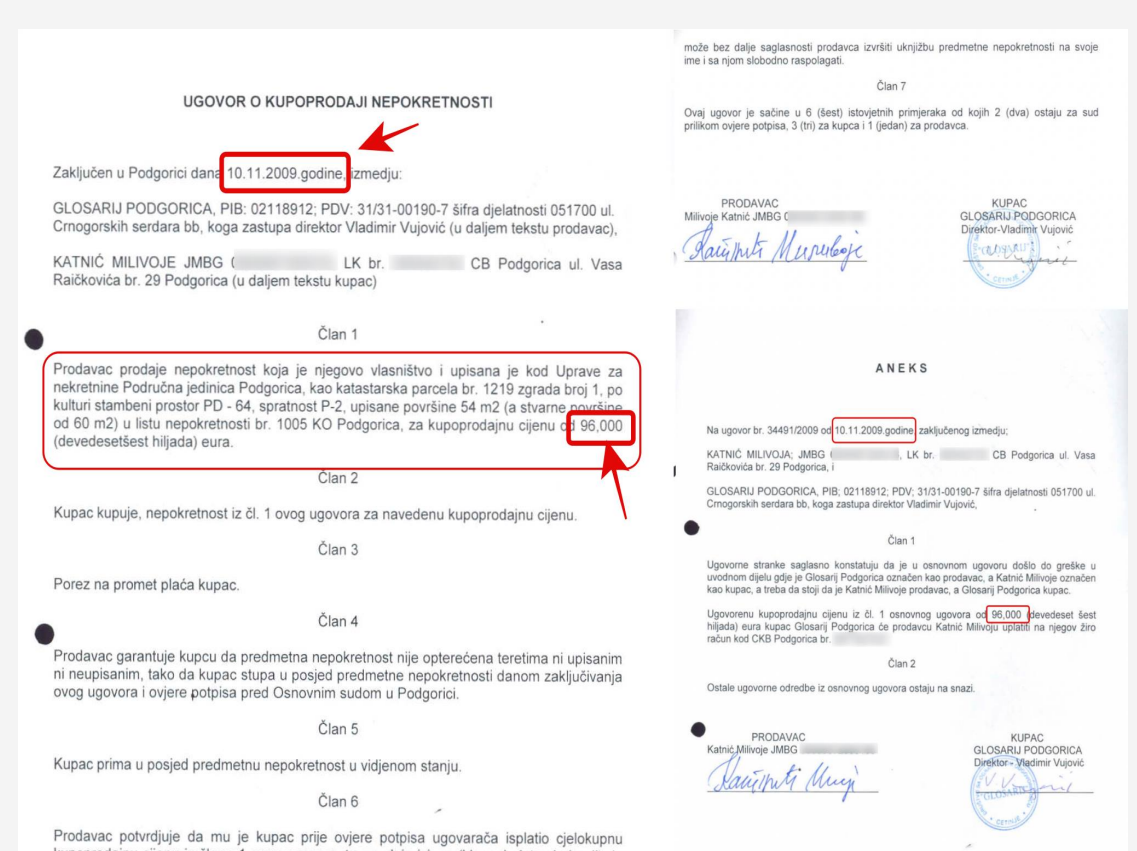 UGOVOR O KUPOPRODAJI NEPOKRETNOSTI
Zaključen u Podgorici dana 10.11.2009.godine, izmedju:
GLOSARIJ PODGORICA, PIB: 02118912; PDV: 31/31-00190-7 šifra djelatnosti 051700 ul.
Crnogorskih serdara bb, koga zastupa direktor Vladimir Vujović (u daljem tekstu prodavac),
KATNIĆ MILIVOJE JMBG LK br. CB Podgorica ul. Vasa
Raičkovića br. 29 Podgorica (u daljem tekstu kupac)
Član 1
Prodavac prodaje nepokretnost koja je njegovo vlasništvo i upisana je kod Uprave za
nekretnine Područna jedinica Podgorica, kao katastarska parcela br. 1219 zgrada broj 1, po
kulturi stambeni prostor PD - 64, spratnost P-2, upisane površine 54 m2 (a stvarne površine
od 60 m2) u listu nepokretnosti br. 1005 KO Podgorica, za kupoprodajnu cijenu od 96,000
(devedesetšest hiljada) eura.
Član 2
Kupac kupuje, nepokretnost iz čl. 1 ovog ugovora za navedenu kupoprodajnu cijenu.
Član 3
Porez na promet plaća kupac.
Član 4
Prodavac garantuje kupcu da predmetna nepokretnost nije opterećena teretima ni upisanim
ni neupisanim, tako da kupac stupa u posjed predmetne nepokretnosti danom zaključivanja
ovog ugovora i ovjere potpisa pred Osnovnim sudom u Podgorici.
Član 5
Kupac prima u posjed predmetnu nepokretnost u vidjenom stanju.
Član 6
Prodavac potvrdjuje da mu je kupac prije ovjere potpisa ugovarača isplatio cjelokupnu
može bez dalje saglasnosti prodavca izvršiti uknjižbu predmetne nepokretnosti na svoje
ime i sa njom slobodno raspolagati.
Član 7
Ovaj ugovor je sačine u 6 (šest) istovjetnih primjeraka od kojih 2 (dva) ostaju za sud
prilikom ovjere potpisa, 3 (tri) za kupca i 1 (jedan) za prodavca.
PRODAVAC
Milivoje Katnić JMBG
KUPAC
GLOSARIJ PODGORICA
Direktor-Vladimir Vujović
ANEKS
Na ugovor br. 34491/2009 od 10.11.2009.godine, zaključenog izmedju;
KATNIĆ MILIVOJA; JMBG , LK br. CB Podgorica ul. Vasa
Raičkovića br. 29 Podgorica, i
GLOSARIJ PODGORICA, PIB; 02118912; PDV; 31/31-00190-7 šifra djelatnosti 051700 ul.
Crnogorskih serdara bb, koga zastupa direktor Vladimir Vujović,
Član 1
Ugovorne stranke saglasno konstatuju da je u osnovnom ugovoru došlo do greške u
uvodnom dijelu gdje je Glosarij Podgorica označen kao prodavac, a Katnić Milivoje označen
kao kupac, a treba da stoji da je Katnić Milivoje prodavac, a Glosarij Podgorica kupac.
Ugovorenu kupoprodajnu cijenu iz čl. 1 osnovnog ugovora od 96,000 (devedeset šest
hiljada) eura kupac Glosarij Podgorica će prodavcu Katnić Milivoju uplatiti na njegov žiro
račun kod CKB Podgorica br.
Član 2
Ostale ugovorne odredbe iz osnovnog ugovora ostaju na snazi.
PRODAVAC
Katnić Milivoje JMBG
KUPAC
GLOSARIJ PODGORICA
Direktor - Vladimir Vujović